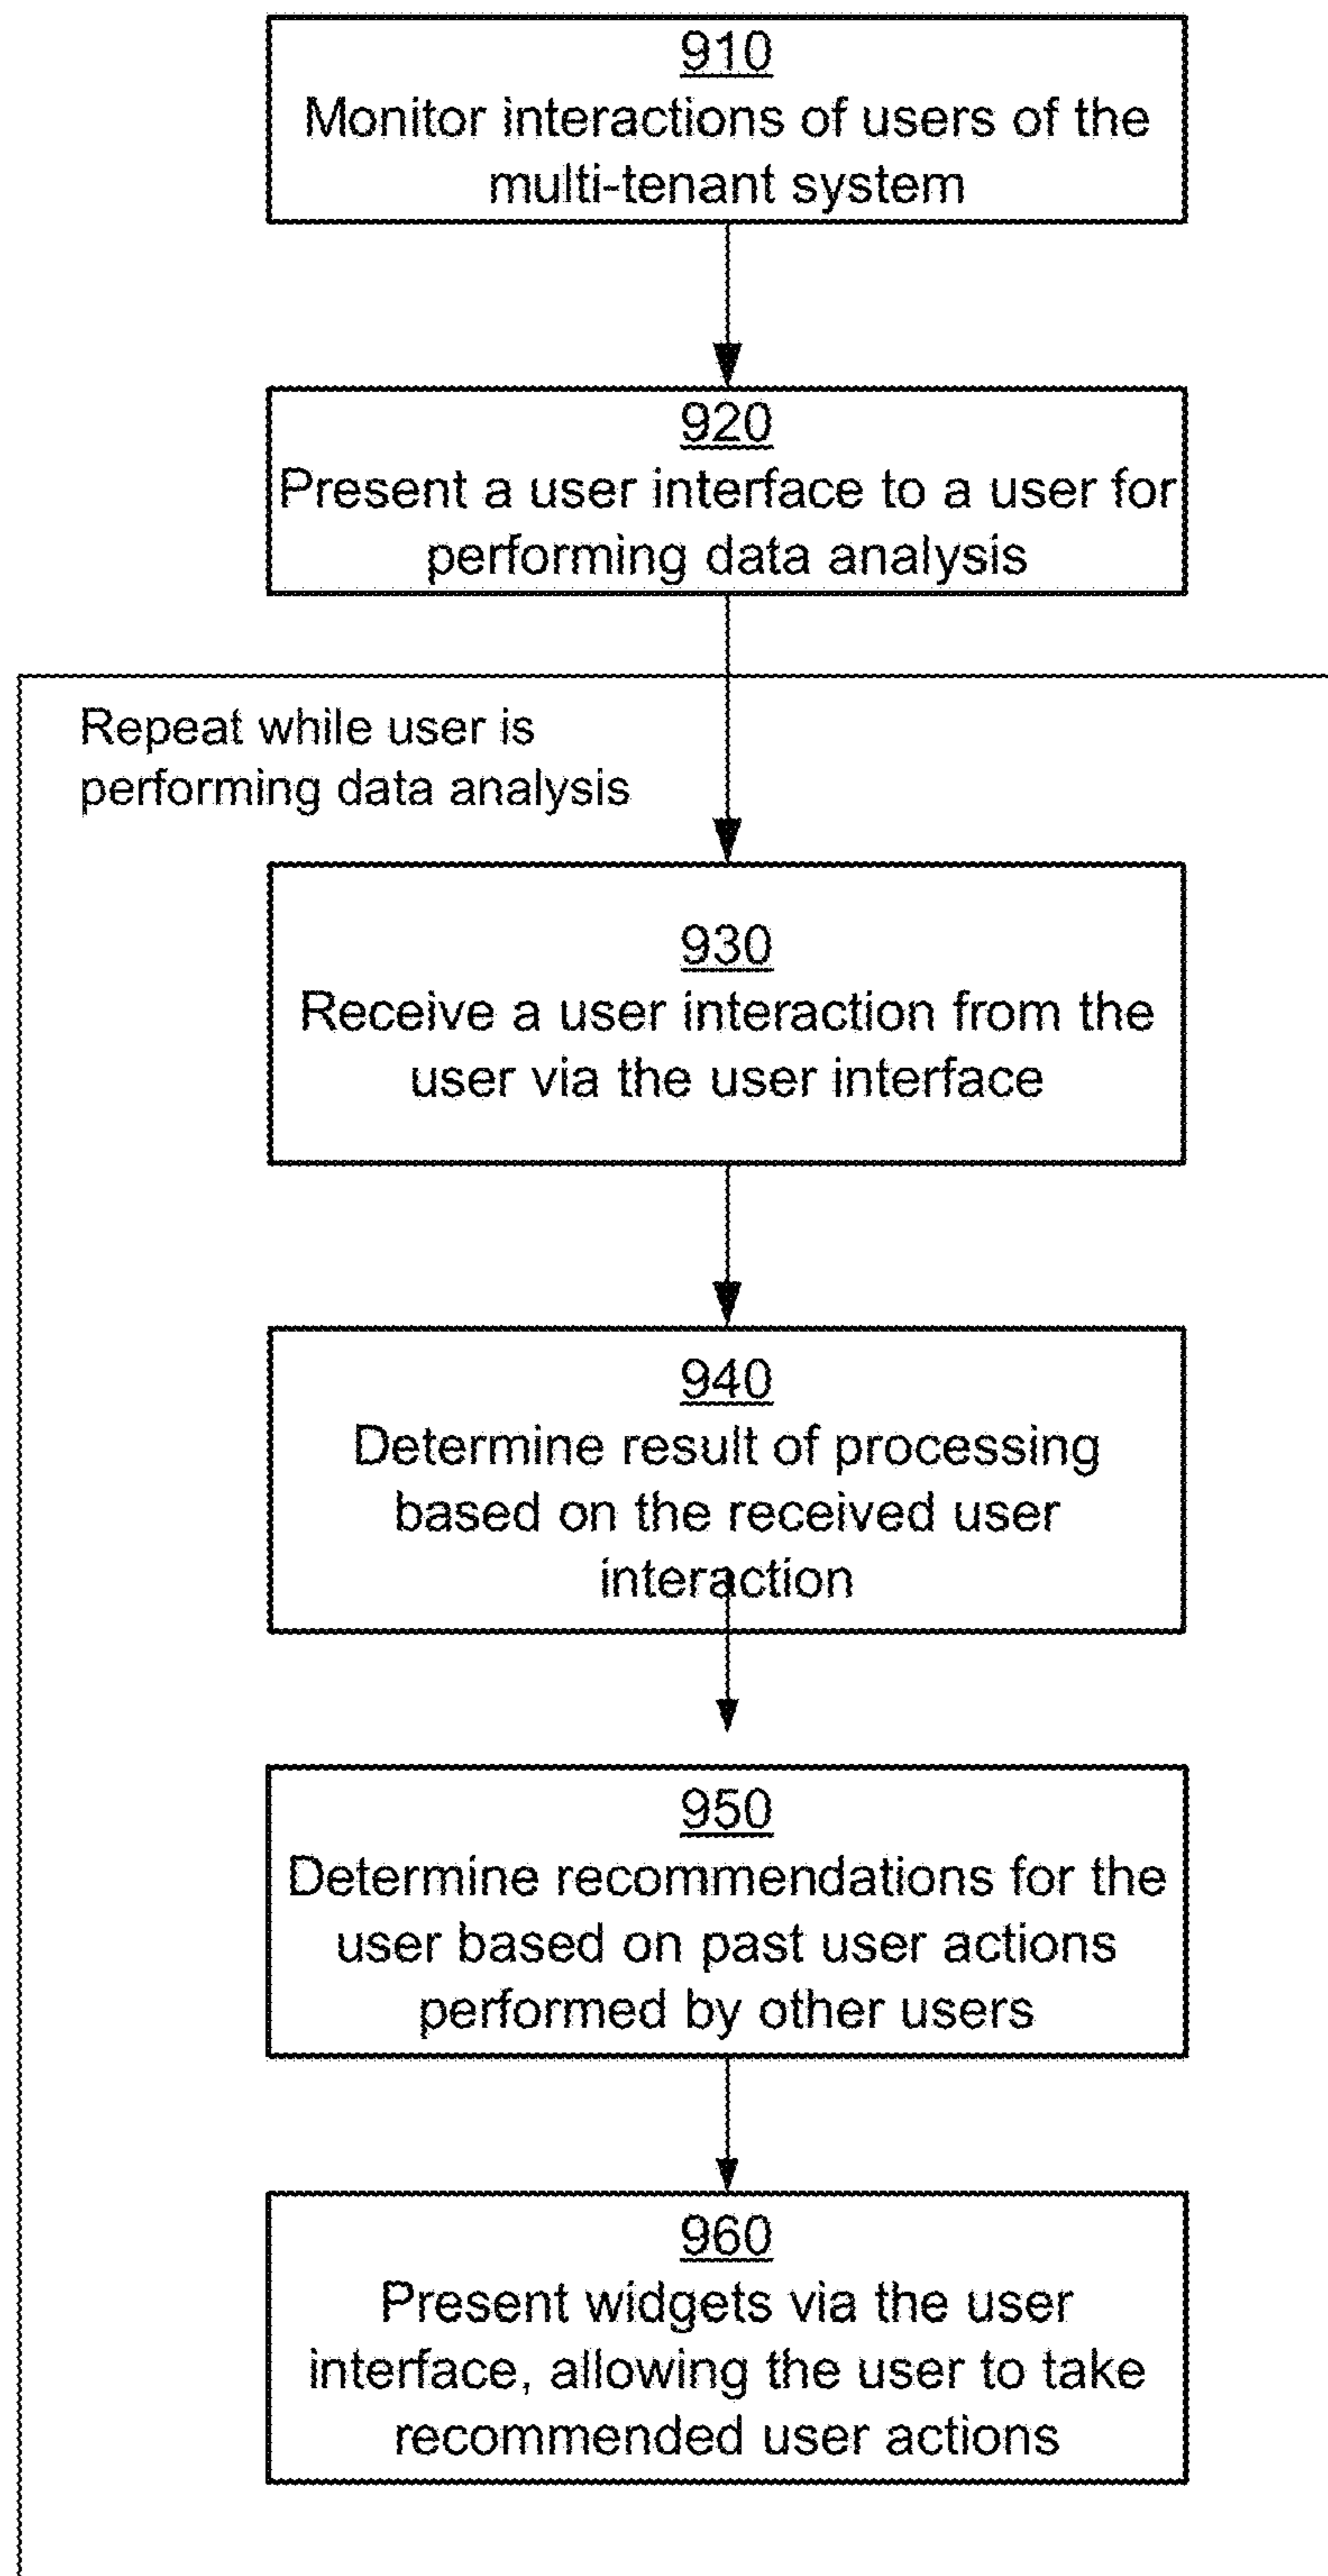 910
Monitor interactions of users of the
multi-tenant system
920
Present a user interface to a user for
performing data analysis
Repeat while user is
performing data analysis
930
Receive a user interaction from the
user via the user interface
940
Determine result of processing
based on the received user
interaction
950
Determine recommendations for the
user based on past user actions
performed by other users
960
Present widgets via the user
interface, allowing the user to take
recommended user actions